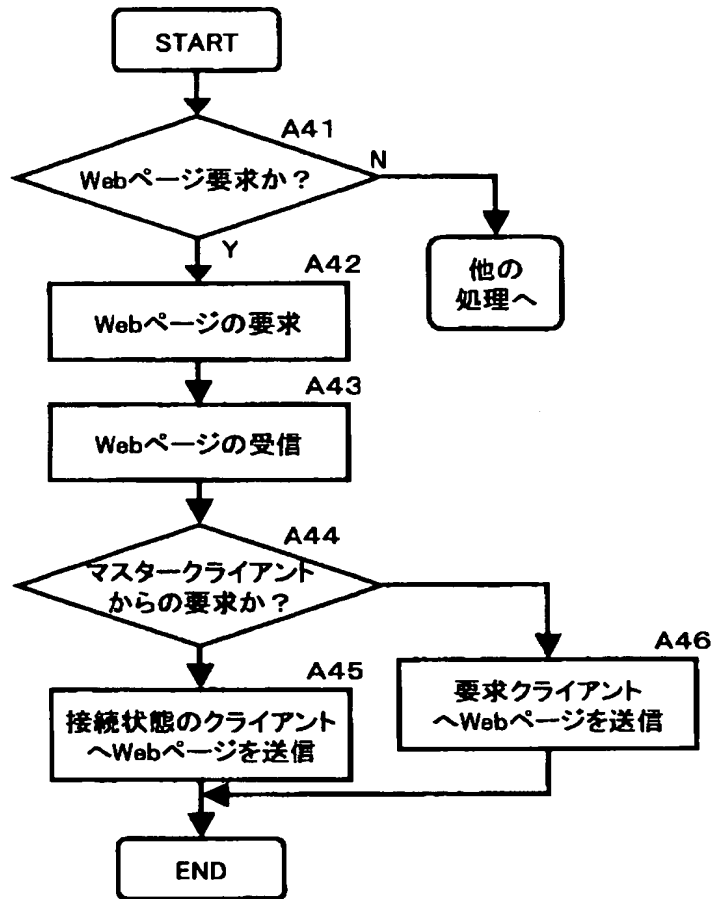 START
A41
Webページ要求か？
N
Y
他の
処理へ
A42
Webページの要求
A43
Webページの受信
A44
マスタークライアント
からの要求か？
A45
接続状態のクライアント
へWebページを送信
A46
要求クライアント
へWebページを送信
END